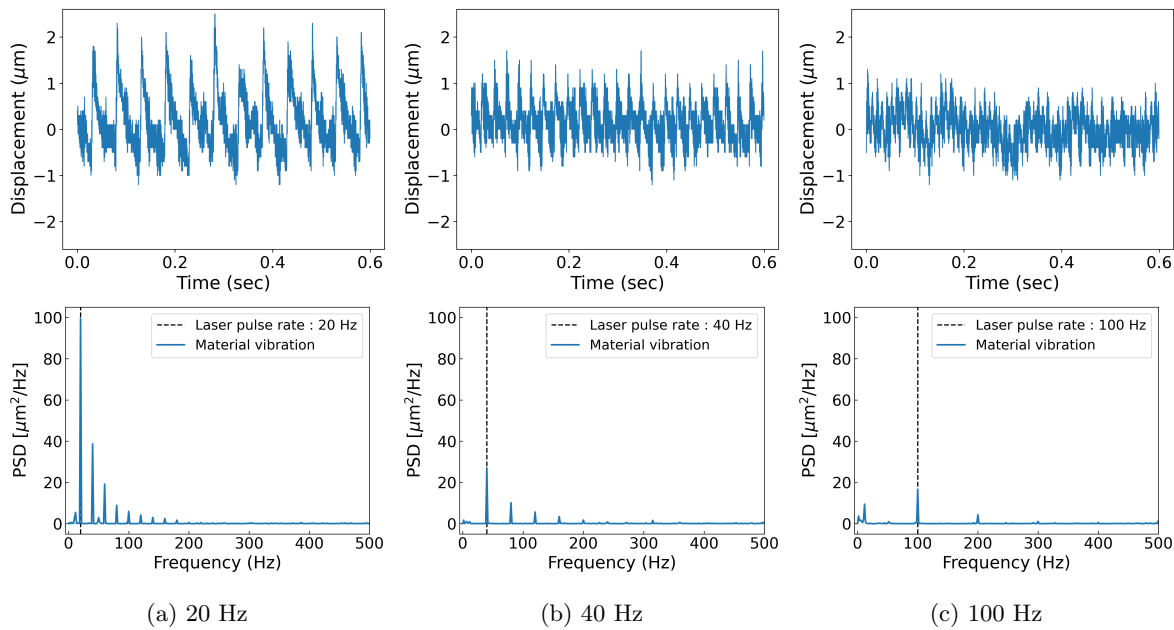 Displacement (μm)
2
1
0
−1
−2
0.0 0.2 0.4 0.6
Time (sec)
Displacement (μm)
2
1
0
−1
−2
0.0 0.2 0.4 0.6
Time (sec)
Displacement (μm)
2
1
0
−1
−2
0.0 0.2 0.4 0.6
Time (sec)
PSD [μm²/Hz]
100
80
60
40
20
0
Laser pulse rate : 20 Hz
Material vibration
0 100 200 300 400 500
Frequency (Hz)
PSD [μm²/Hz]
100
80
60
40
20
0
Laser pulse rate : 40 Hz
Material vibration
0 100 200 300 400 500
Frequency (Hz)
PSD [μm²/Hz]
100
80
60
40
20
0
Laser pulse rate : 100 Hz
Material vibration
0 100 200 300 400 500
Frequency (Hz)
(a) 20 Hz
(b) 40 Hz
(c) 100 Hz